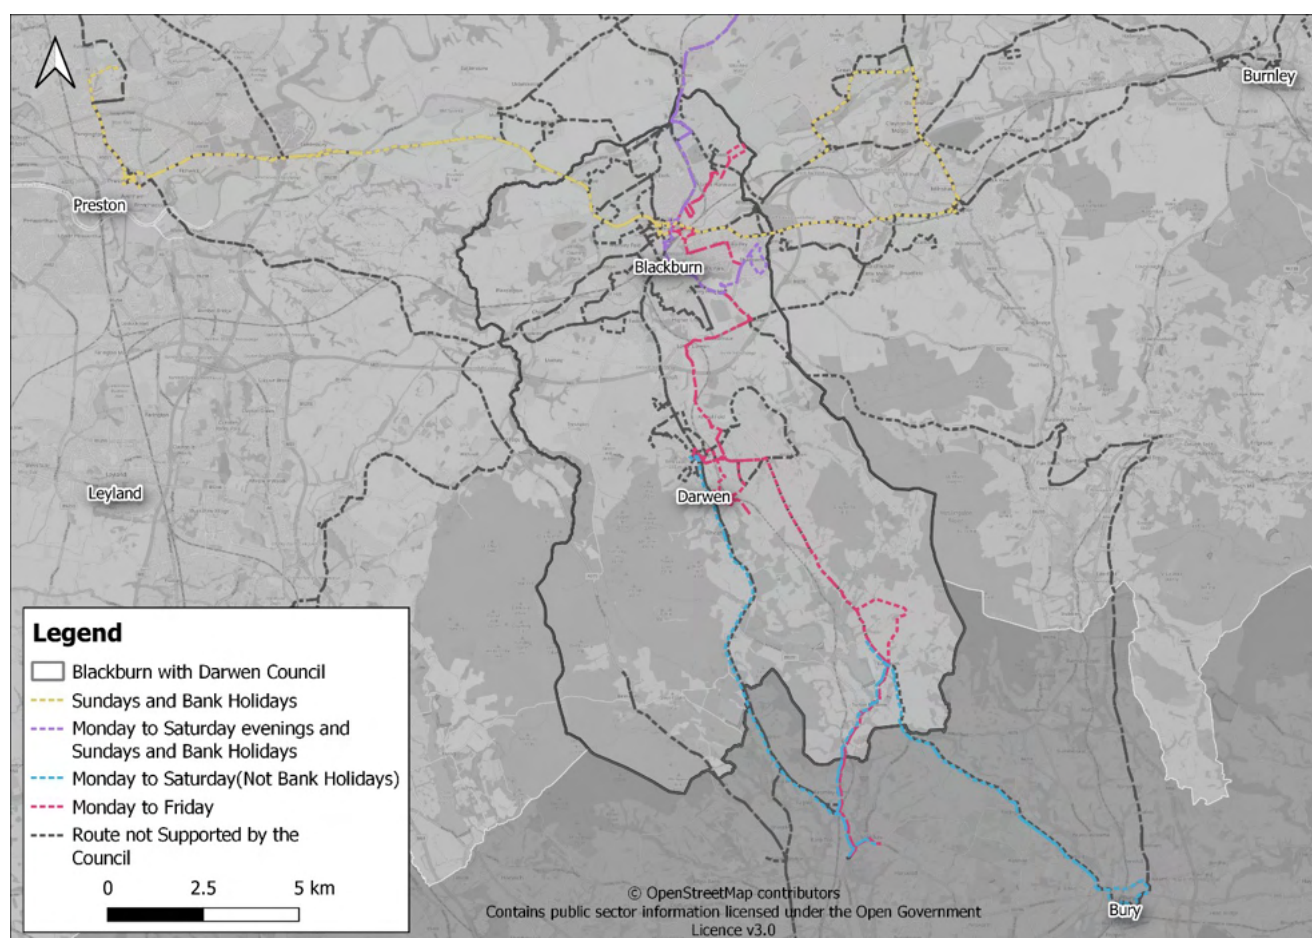 Burnley
Preston
Blackburn
Leyland
Darwen
Legend
Blackburn with Darwen Council
Sundays and Bank Holidays
Monday to Saturday evenings and
Sundays and Bank Holidays
Monday to Saturday(Not Bank Holidays)
Monday to Friday
Route not Supported by the
Council
0 2.5 5 km
© OpenStreetMap contributors
Contains public sector information licensed under the Open Government
Licence v3.0
Bury